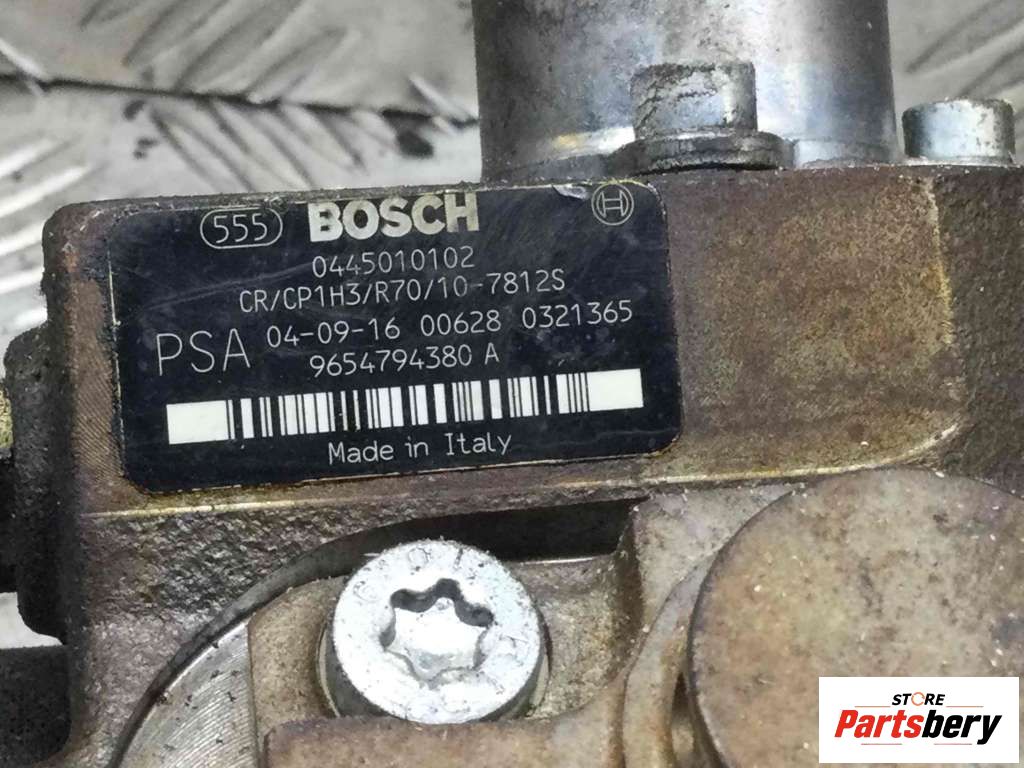 555 BOSCH
0445010102
CR/CP1H3/R70/10-7812S
PSA 04-09-16 00628 0321365
9654794380 A
Made in Italy
STORE
Partsbery